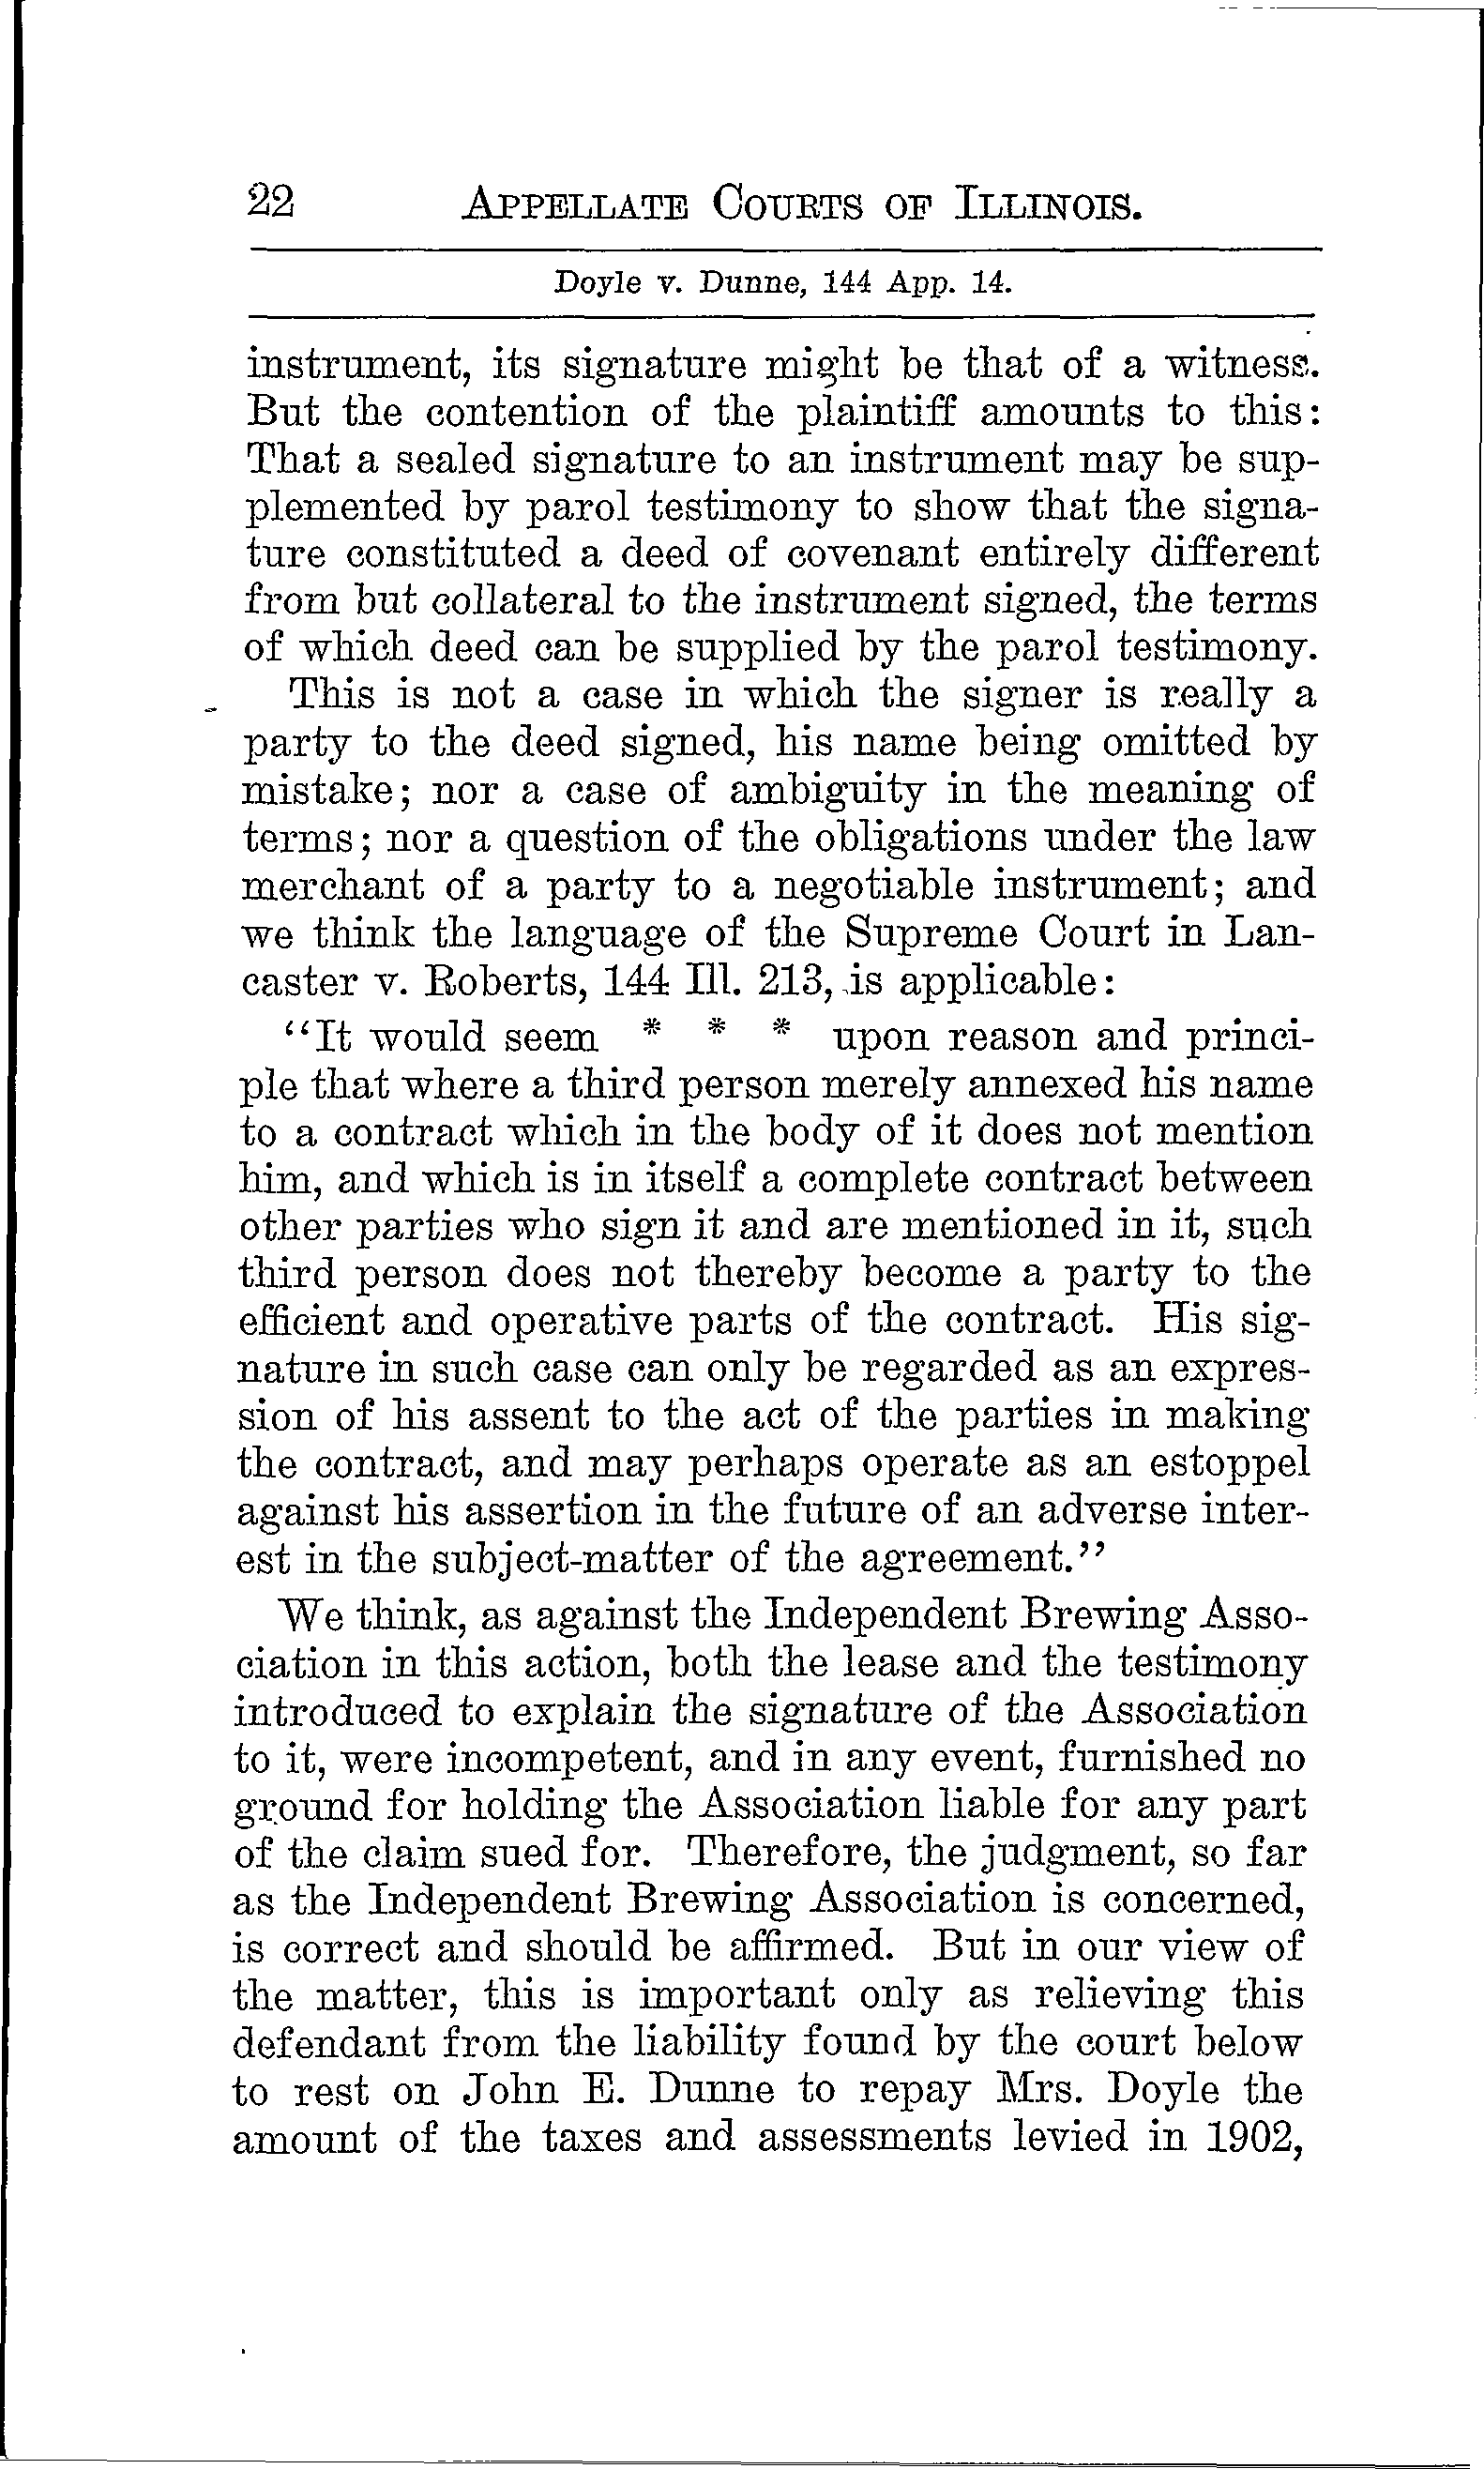 22 APPELLATE COURTS OF ILLINOIS.
Doyle v. Dunne, 144 App. 14.
instrument, its signature might be that of a witness.
But the contention of the plaintiff amounts to this:
That a sealed signature to an instrument may be sup-
plemented by parol testimony to show that the signa-
ture constituted a deed of covenant entirely different
from but collateral to the instrument signed, the terms
of which deed can be supplied by the parol testimony.
This is not a case in which the signer is really a
party to the deed signed, his name being omitted by
mistake; nor a case of ambiguity in the meaning of
terms; nor a question of the obligations under the law
merchant of a party to a negotiable instrument; and
we think the language of the Supreme Court in Lan-
caster v. Roberts, 144 Ill. 213, is applicable:
“It would seem * * * upon reason and princi-
ple that where a third person merely annexed his name
to a contract which in the body of it does not mention
him, and which is in itself a complete contract between
other parties who sign it and are mentioned in it, such
third person does not thereby become a party to the
efficient and operative parts of the contract. His sig-
nature in such case can only be regarded as an expres-
sion of his assent to the act of the parties in making
the contract, and may perhaps operate as an estoppel
against his assertion in the future of an adverse inter-
est in the subject-matter of the agreement.”
We think, as against the Independent Brewing Asso-
ciation in this action, both the lease and the testimony
introduced to explain the signature of the Association
to it, were incompetent, and in any event, furnished no
ground for holding the Association liable for any part
of the claim sued for. Therefore, the judgment, so far
as the Independent Brewing Association is concerned,
is correct and should be affirmed. But in our view of
the matter, this is important only as relieving this
defendant from the liability found by the court below
to rest on John E. Dunne to repay Mrs. Doyle the
amount of the taxes and assessments levied in 1902,